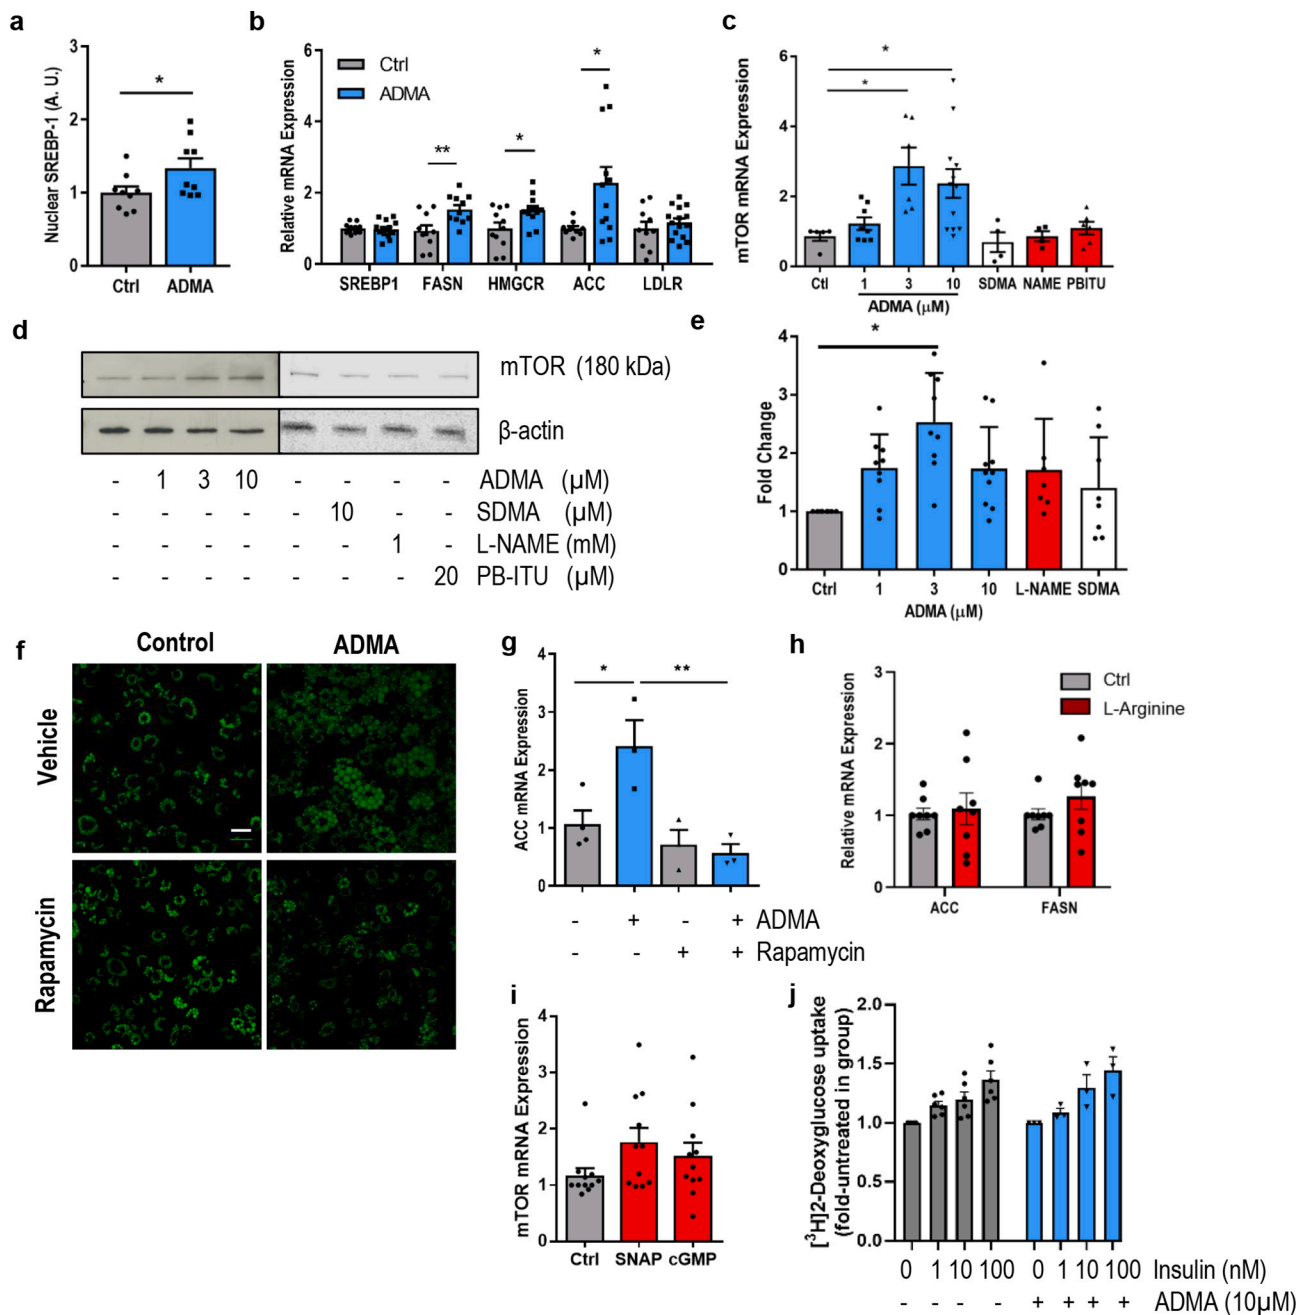 a
Nuclear SREBP-1 (A. U.)
3
2
1
0
*
Ctrl ADMA
b
Relative mRNA Expression
6
4
2
0
Ctrl
ADMA
** * *
SREBP1 FASN HMGCR ACC LDLR
c
mTOR mRNA Expression
6
4
2
0
*
*
Ctl 1 3 10 SDMA NAME PBITU
ADMA (μM)
d
mTOR (180 kDa)
β-actin
- 1 3 10 - - - - ADMA (μM)
- - - - - 10 - - SDMA (μM)
- - - - - - 1 - L-NAME (mM)
- - - - - - - 20 PB-ITU (μM)
e
Fold Change
4
3
2
1
0
*
Ctrl 1 3 10 L-NAME SDMA
ADMA (μM)
f
Control ADMA
Vehicle
Rapamycin
g
ACC mRNA Expression
4
3
2
1
0
* **
- + - + ADMA
- - + + Rapamycin
h
Relative mRNA Expression
3
2
1
0
Ctrl
L-Arginine
ACC FASN
i
mTOR mRNA Expression
4
3
2
1
0
Ctrl SNAP cGMP
j
[³H]2-Deoxyglucose uptake
(fold-untreated in group)
2.0
1.5
1.0
0.5
0.0
0 1 10 100 0 1 10 100 Insulin (nM)
- - - - + + + + ADMA (10μM)